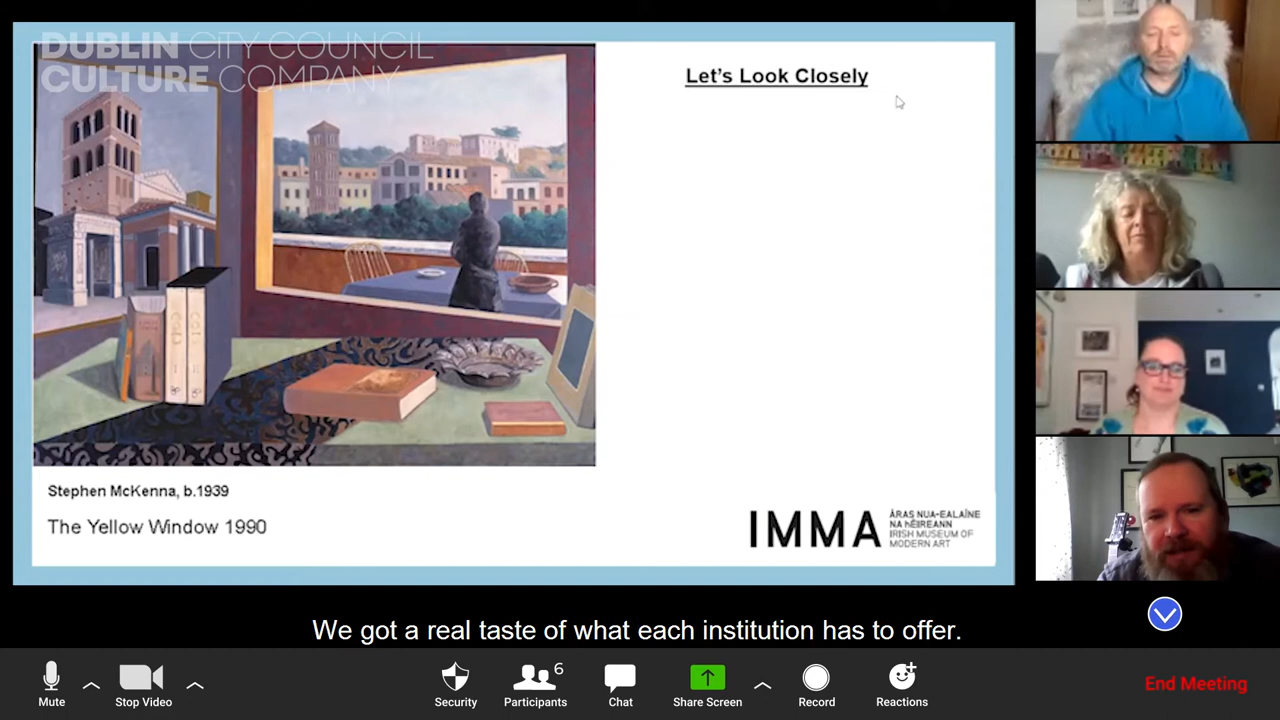 DUBLIN CITY COUNCIL
CULTURE COMPANY
Let's Look Closely
Stephen McKenna, b.1939
The Yellow Window 1990
IMMA
ÁRAS NUA-EALAÍNE
NA hÉIREANN
IRISH MUSEUM OF
MODERN ART
We got a real taste of what each institution has to offer.
Mute
Stop Video
Security
Participants
6
Chat
Share Screen
Record
Reactions
End Meeting